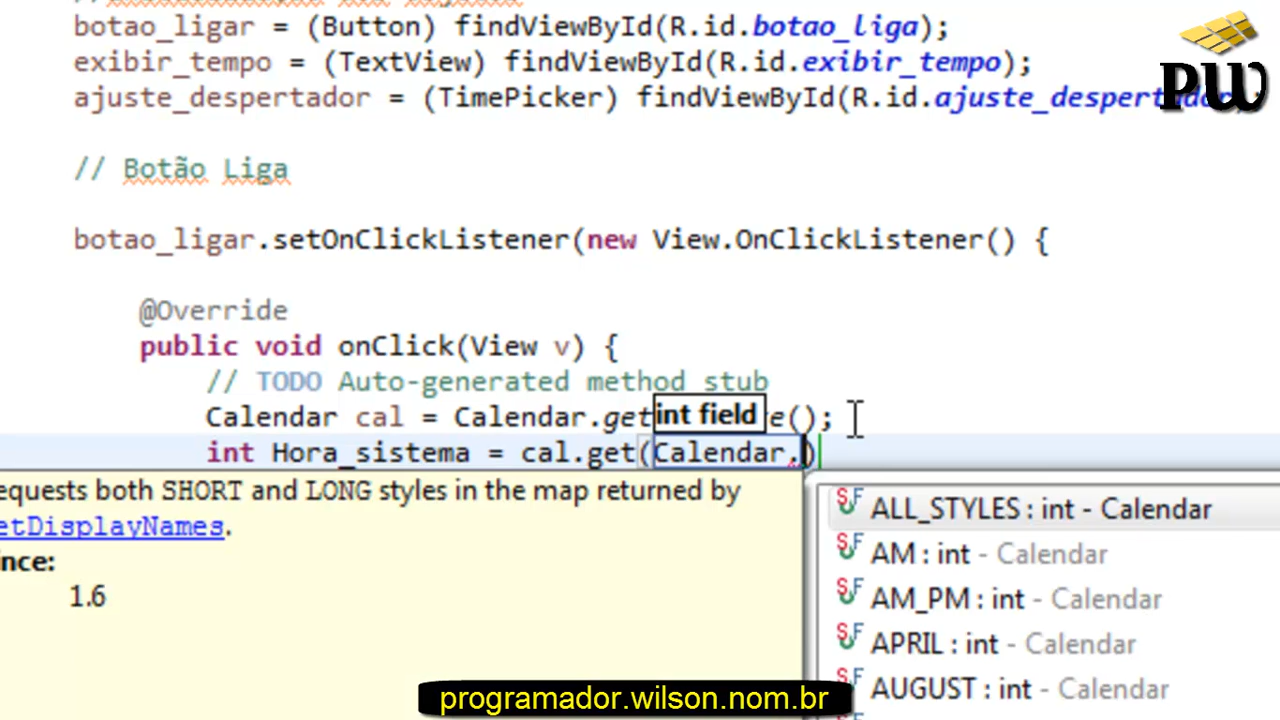 botao_ligar = (Button) findViewById(R.id.botao_liga);
exibir_tempo = (TextView) findViewById(R.id.exibir_tempo);
ajuste_despertador = (TimePicker) findViewById(R.id.ajuste_despertador);
PW
// Botão Liga
botao_ligar.setOnClickListener(new View.OnClickListener() {
@Override
public void onClick(View v) {
// TODO Auto-generated method stub
Calendar cal = Calendar.get e();
int field
int Hora_sistema = cal.get(Calendar.)
equests both SHORT and LONG styles in the map returned by
etDisplayNames.
nce:
1.6
ALL_STYLES : int - Calendar
AM : int - Calendar
AM_PM : int - Calendar
APRIL : int - Calendar
AUGUST : int - Calendar
programador.wilson.nom.br